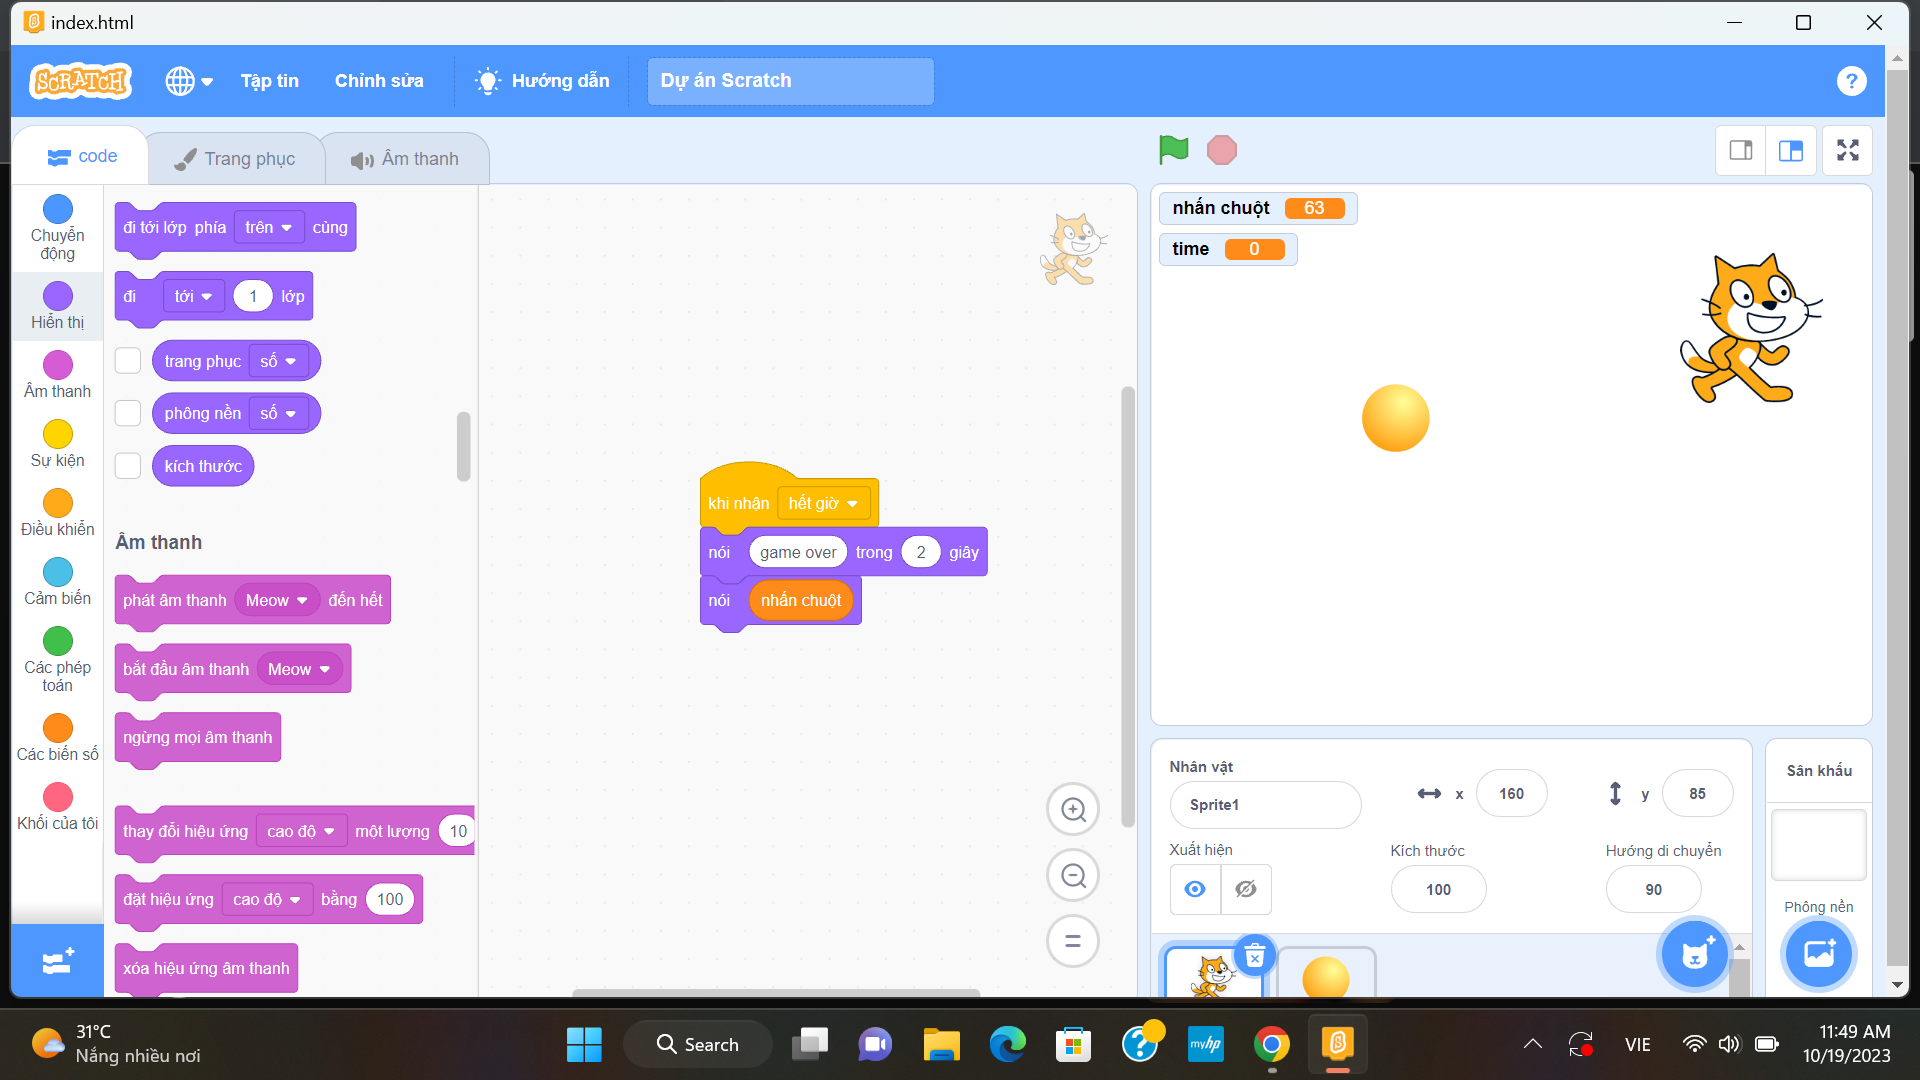 index.html
SCRATCH
Tập tin
Chỉnh sửa
Hướng dẫn
Dự án Scratch
?
code
Trang phục
Âm thanh
Chuyển động
Hiển thị
Âm thanh
Sự kiện
Điều khiển
Cảm biến
Các phép toán
Các biến số
Khối của tôi
đi tới lớp phía trên cùng
đi tới 1 lớp
trang phục số
phông nền số
kích thước
Âm thanh
phát âm thanh Meow đến hết
bắt đầu âm thanh Meow
ngừng mọi âm thanh
thay đổi hiệu ứng cao độ một lượng 10
đặt hiệu ứng cao độ bằng 100
xóa hiệu ứng âm thanh
khi nhận hết giờ
nói game over trong 2 giây
nói nhấn chuột
nhấn chuột 63
time 0
Nhân vật
Sprite1
x 160
y 85
Xuất hiện
Kích thước
100
Hướng di chuyển
90
Sân khấu
Phông nền
31°C
Nắng nhiều nơi
Search
myhp
VIE
11:49 AM
10/19/2023